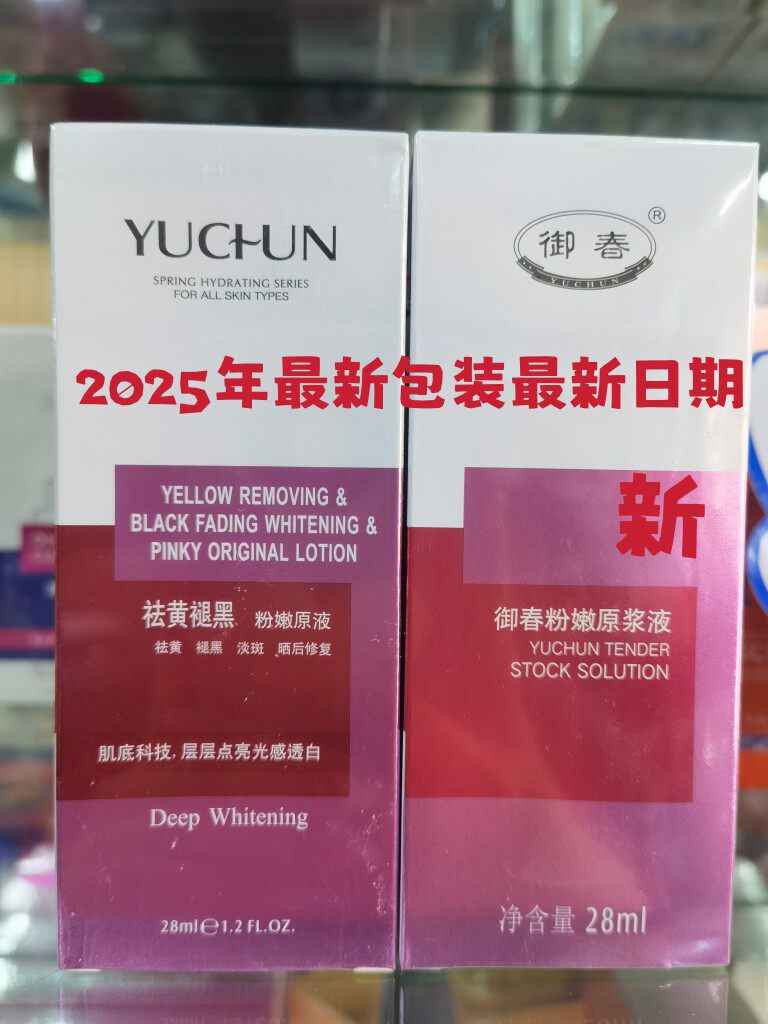 YUCHUN
SPRING HYDRATING SERIES
FOR ALL SKIN TYPES
御春
®
YUCHUN
2025年最新包装最新日期
YELLOW REMOVING &
BLACK FADING WHITENING &
PINKY ORIGINAL LOTION
祛黄褪黑 粉嫩原液
祛黄 褪黑 淡斑 晒后修复
肌底科技,层层点亮光感透白
Deep Whitening
28ml℮1.2 FL.OZ.
新
御春粉嫩原浆液
YUCHUN TENDER
STOCK SOLUTION
净含量 28ml